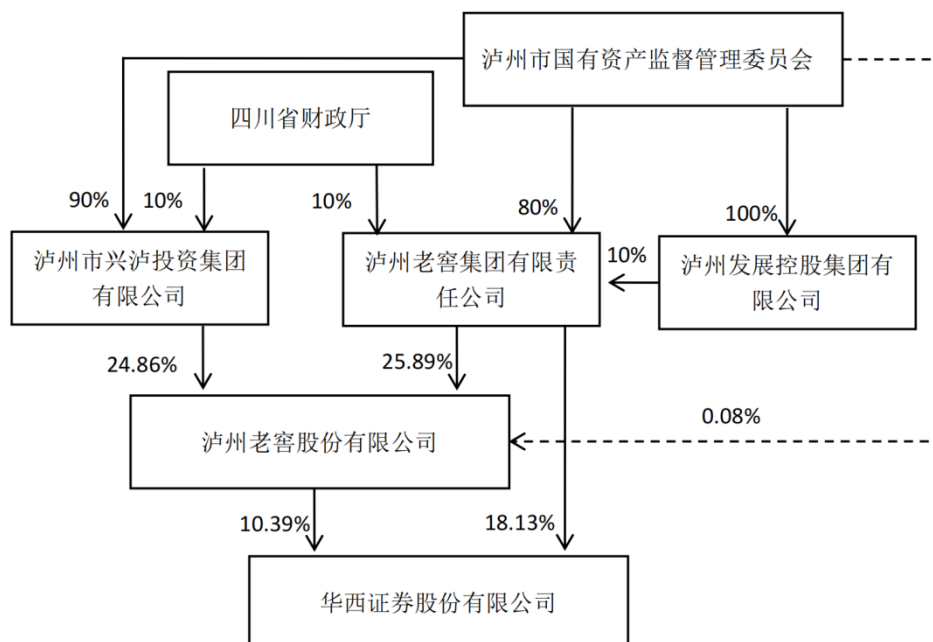 泸州市国有资产监督管理委员会
四川省财政厅
90%
10%
10%
80%
100%
泸州市兴泸投资集团
有限公司
泸州老窖集团有限责
任公司
10%
泸州发展控股集团有
限公司
24.86%
25.89%
0.08%
泸州老窖股份有限公司
10.39%
18.13%
华西证券股份有限公司